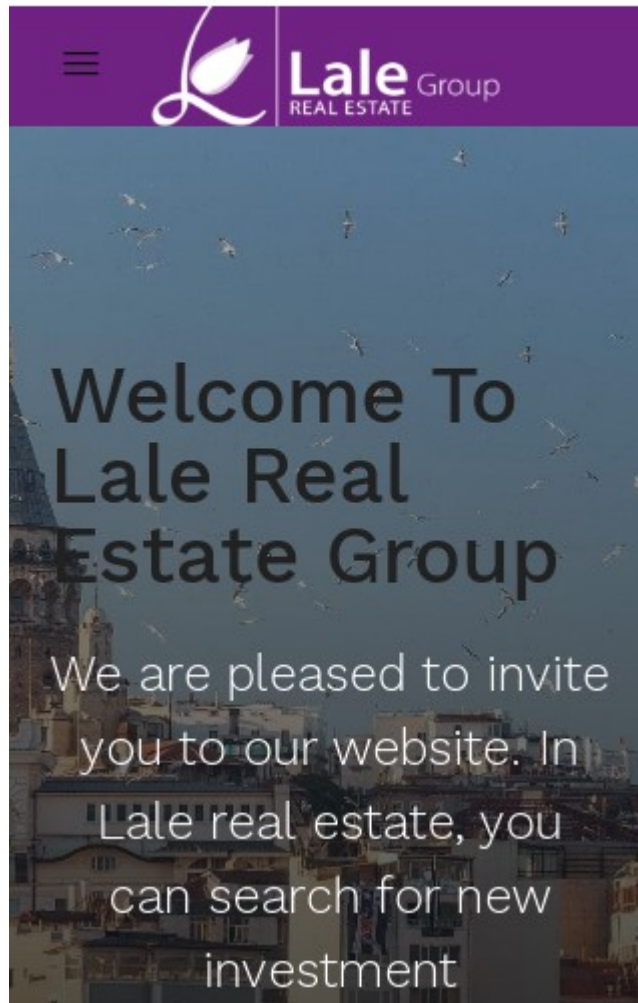 Lale Group
REAL ESTATE
Welcome To
Lale Real
Estate Group
We are pleased to invite
you to our website. In
Lale real estate, you
can search for new
investment